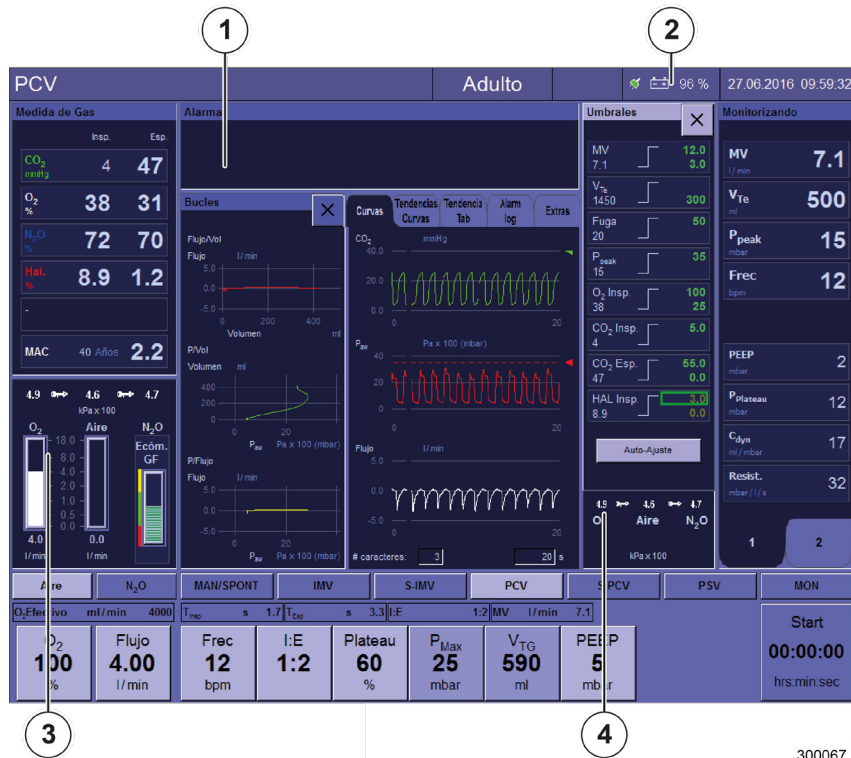 1
2
PCV
Adulto
96 %
27.06.2016 09:59:32
Medida de Gas
Insp. Esp.
CO2 mmHg 4 47
O2 % 38 31
N2O % 72 70
Hal. % 8.9 1.2
-
MAC 40 Años 2.2
4.9 4.6 4.7
kPa x 100
O2 Aire N2O
Ecóm. GF
18.0
8.0
4.0
2.0
1.0
0.5
0.0
4.0 0.0
l/min l/min
Alarma
Bucles
Flujo/Vol
Flujo l/min
5.0
0.0
-5.0
0 200 400
Volumen ml
P/Vol
Volumen ml
400
200
0
0 20
Paw Pa x 100 (mbar)
P/Flujo
Flujo l/min
5.0
0.0
-5.0
0 20
Paw Pa x 100 (mbar)
Curvas
Tendencias Curvas
Tendencia Tab
Alarm log
Extras
CO2 mmHg
40.0
20.0
0.0
0 20
Paw Pa x 100 (mbar)
40
20
0
0 20
Flujo l/min
5.0
0.0
-5.0
0 20
# caracteres: 3 20 s
Umbrales
MV 12.0
7.1 3.0
VTe
1450 300
Fuga 50
20
Ppeak 35
15
O2 Insp. 100
38 25
CO2 Insp. 5.0
4
CO2 Esp. 55.0
47 0.0
HAL Insp. 3.0
8.9 0.0
Auto-Ajuste
4.9 4.6 4.7
O Aire N2O
kPa x 100
Monitorizando
MV l/min 7.1
VTe ml 500
Ppeak mbar 15
Frec bpm 12
PEEP mbar 2
PPlateau mbar 12
Cdyn ml/mbar 17
Resist. mbar/l/s 32
1 2
Aire
N2O
MAN/SPONT
IMV
S-IMV
PCV
S-PCV
PSV
MON
O2Efectivo ml/min 4000
TInsp s 1.7
TExp s 3.3
I:E 1:2
MV l/min 7.1
O2 100 %
Flujo 4.00 l/min
Frec 12 bpm
I:E 1:2
Plateau 60 %
PMax 25 mbar
VTG 590 ml
PEEP 5 mbar
Start
00:00:00
hrs:min:sec
3
4
300067